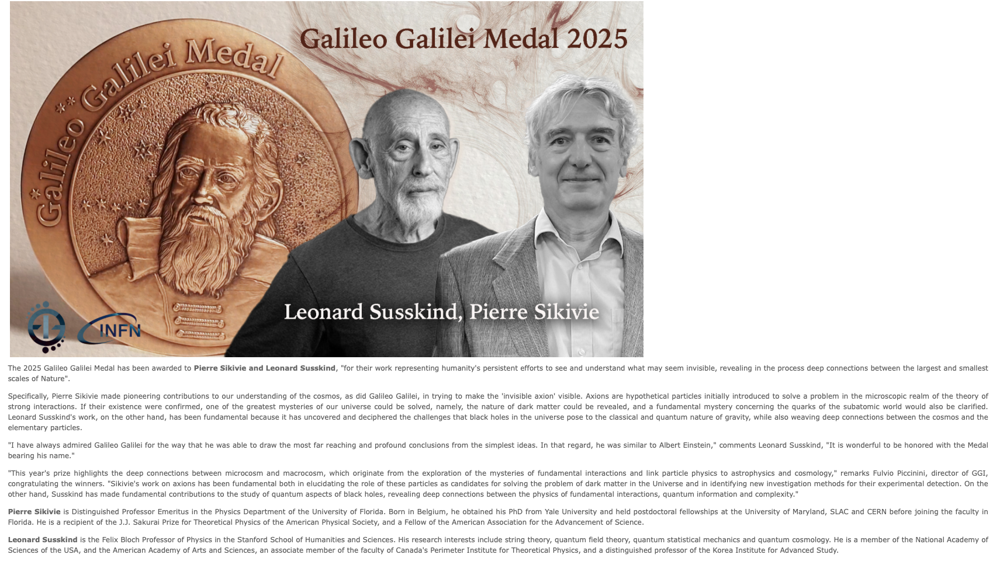 Galileo Galilei Medal 2025
** Galileo ** Galilei Medal
Leonard Susskind, Pierre Sikivie
INFN
The 2025 Galileo Galilei Medal has been awarded to Pierre Sikivie and Leonard Susskind, "for their work representing humanity's persistent efforts to see and understand what may seem invisible, revealing in the process deep connections between the largest and smallest
scales of Nature".
Specifically, Pierre Sikivie made pioneering contributions to our understanding of the cosmos, as did Galileo Galilei, in trying to make the 'invisible axion' visible. Axions are hypothetical particles initially introduced to solve a problem in the microscopic realm of the theory of
strong interactions. If their existence were confirmed, one of the greatest mysteries of our universe could be solved, namely, the nature of dark matter could be revealed, and a fundamental mystery concerning the quarks of the subatomic world would also be clarified.
Leonard Susskind's work, on the other hand, has been fundamental because it has uncovered and deciphered the challenges that black holes in the universe pose to the classical and quantum nature of gravity, while also weaving deep connections between the cosmos and the
elementary particles.
"I have always admired Galileo Galilei for the way that he was able to draw the most far reaching and profound conclusions from the simplest ideas. In that regard, he was similar to Albert Einstein," comments Leonard Susskind, "It is wonderful to be honored with the Medal
bearing his name."
"This year's prize highlights the deep connections between microcosm and macrocosm, which originate from the exploration of the mysteries of fundamental interactions and link particle physics to astrophysics and cosmology," remarks Fulvio Piccinini, director of GGI,
congratulating the winners. "Sikivie's work on axions has been fundamental both in elucidating the role of these particles as candidates for solving the problem of dark matter in the Universe and in identifying new investigation methods for their experimental detection. On the
other hand, Susskind has made fundamental contributions to the study of quantum aspects of black holes, revealing deep connections between the physics of fundamental interactions, quantum information and complexity."
Pierre Sikivie is Distinguished Professor Emeritus in the Physics Department of the University of Florida. Born in Belgium, he obtained his PhD from Yale University and held postdoctoral fellowships at the University of Maryland, SLAC and CERN before joining the faculty in
Florida. He is a recipient of the J.J. Sakurai Prize for Theoretical Physics of the American Physical Society, and a Fellow of the American Association for the Advancement of Science.
Leonard Susskind is the Felix Bloch Professor of Physics in the Stanford School of Humanities and Sciences. His research interests include string theory, quantum field theory, quantum statistical mechanics and quantum cosmology. He is a member of the National Academy of
Sciences of the USA, and the American Academy of Arts and Sciences, an associate member of the faculty of Canada's Perimeter Institute for Theoretical Physics, and a distinguished professor of the Korea Institute for Advanced Study.